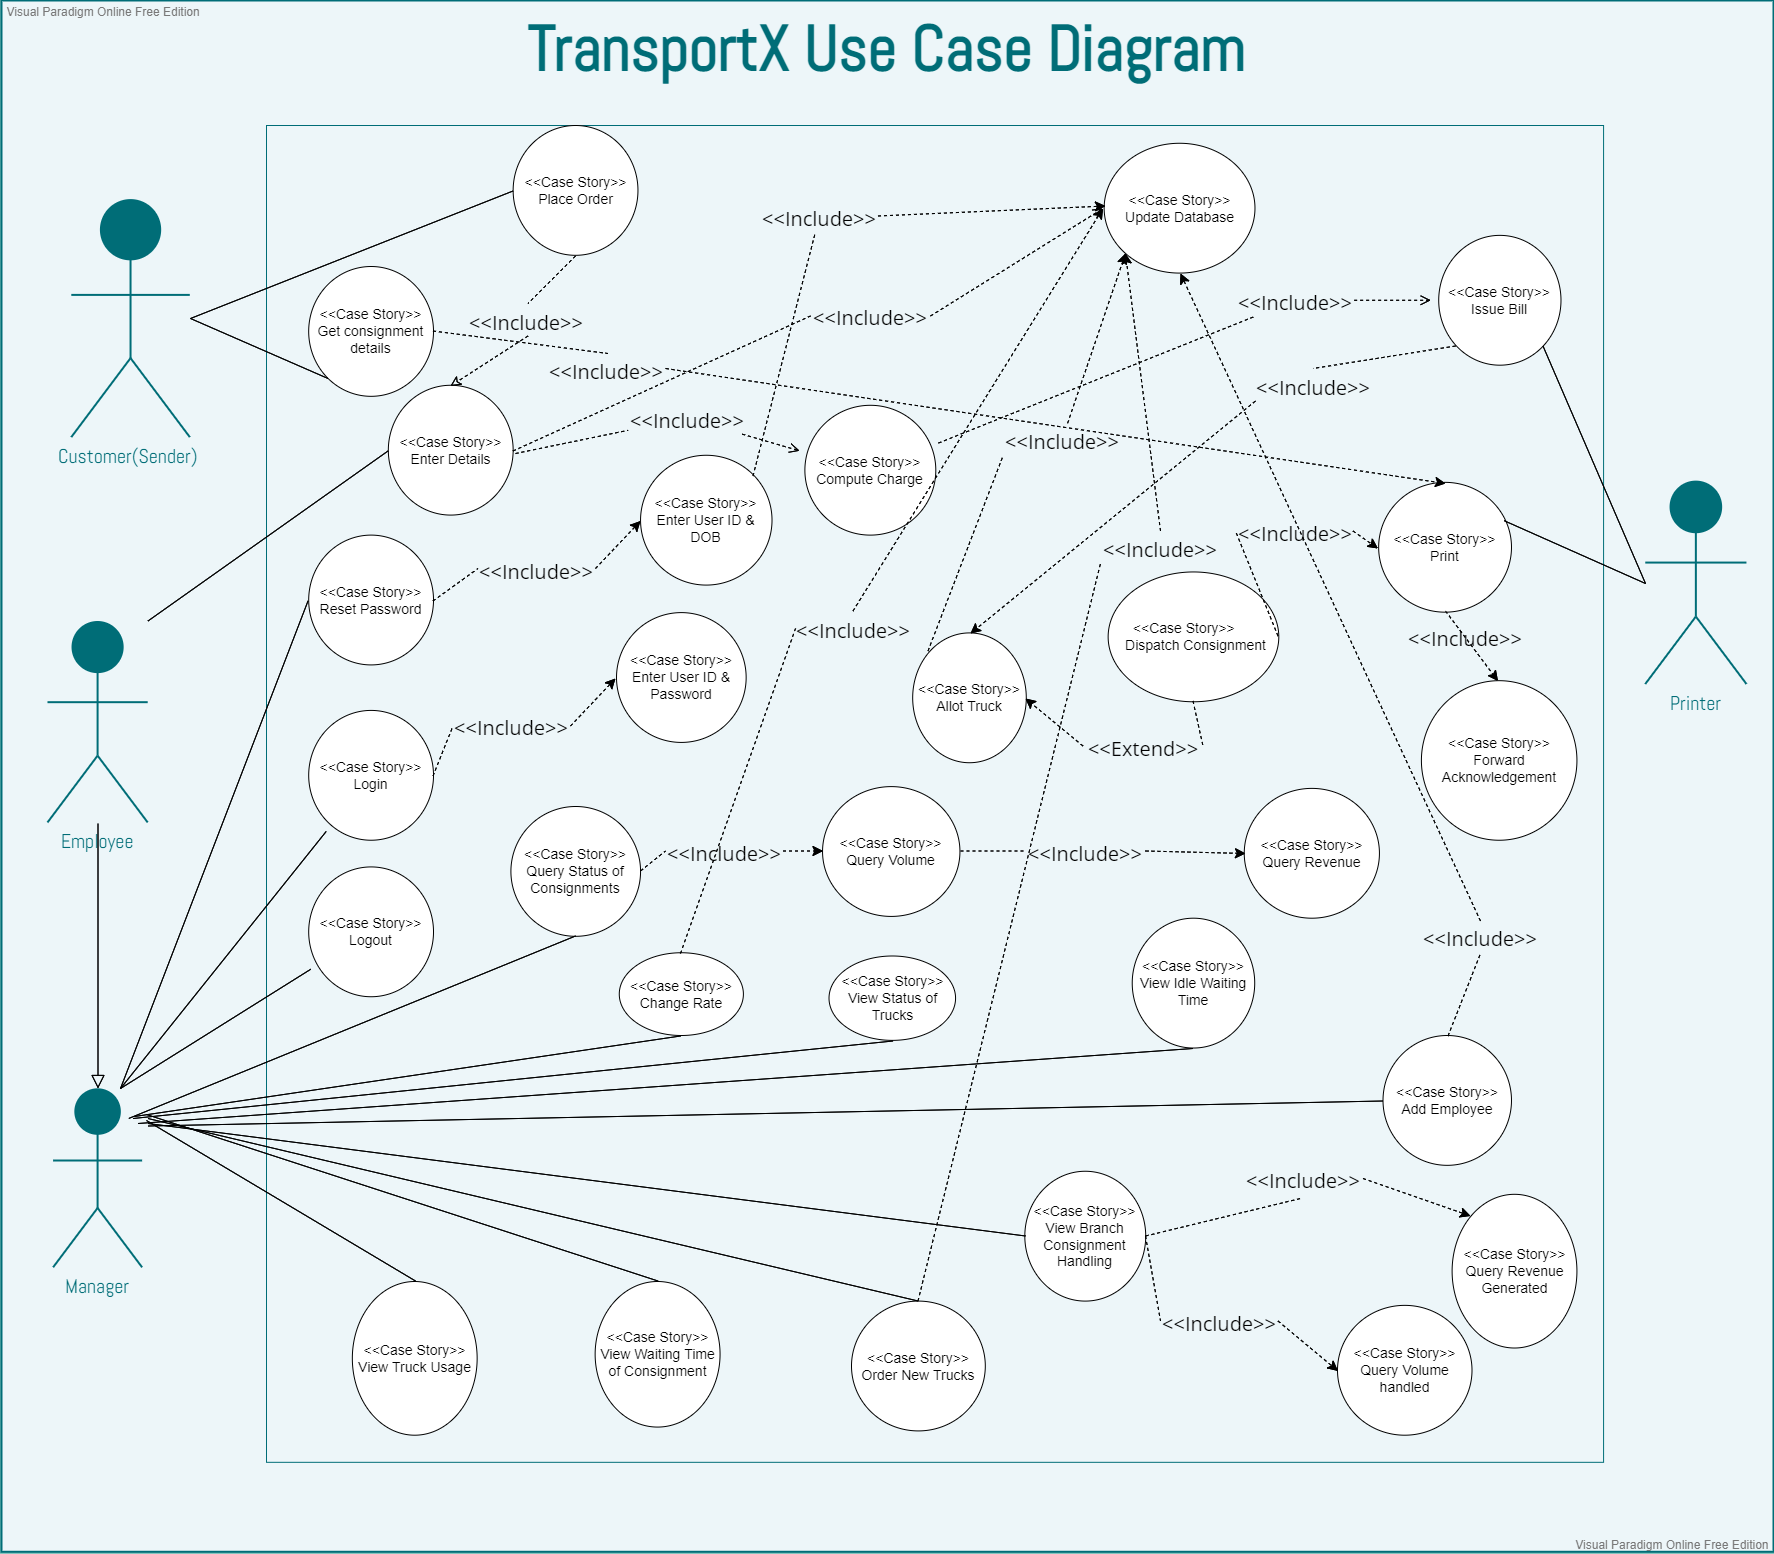 Visual Paradigm Online Free Edition
TransportX Use Case Diagram
<<Case Story>>
Place Order
<<Case Story>>
Update Database
<<Include>>
<<Case Story>>
Issue Bill
<<Include>>
<<Case Story>>
Get consignment
details
<<Include>>
<<Include>>
<<Include>>
<<Include>>
<<Include>>
Customer(Sender)
<<Case Story>>
Enter Details
<<Include>>
<<Include>>
<<Case Story>>
Compute Charge
<<Case Story>>
Enter User ID &
DOB
<<Include>>
<<Case Story>>
Print
<<Include>>
<<Include>>
<<Case Story>>
Reset Password
<<Include>>
<<Case Story>>
Dispatch Consignment
<<Include>>
<<Case Story>>
Enter User ID &
Password
<<Case Story>>
Allot Truck
Printer
<<Include>>
<<Extend>>
<<Case Story>>
Forward
Acknowledgement
<<Case Story>>
Login
Employee
<<Case Story>>
Query Status of
Consignments
<<Include>>
<<Case Story>>
Query Volume
<<Include>>
<<Case Story>>
Query Revenue
<<Case Story>>
Logout
<<Include>>
<<Case Story>>
Change Rate
<<Case Story>>
View Status of
Trucks
<<Case Story>>
View Idle Waiting
Time
<<Case Story>>
Add Employee
<<Include>>
<<Case Story>>
View Branch
Consignment
Handling
<<Case Story>>
Query Revenue
Generated
Manager
<<Include>>
<<Case Story>>
View Truck Usage
<<Case Story>>
View Waiting Time
of Consignment
<<Case Story>>
Order New Trucks
<<Case Story>>
Query Volume
handled
Visual Paradigm Online Free Edition